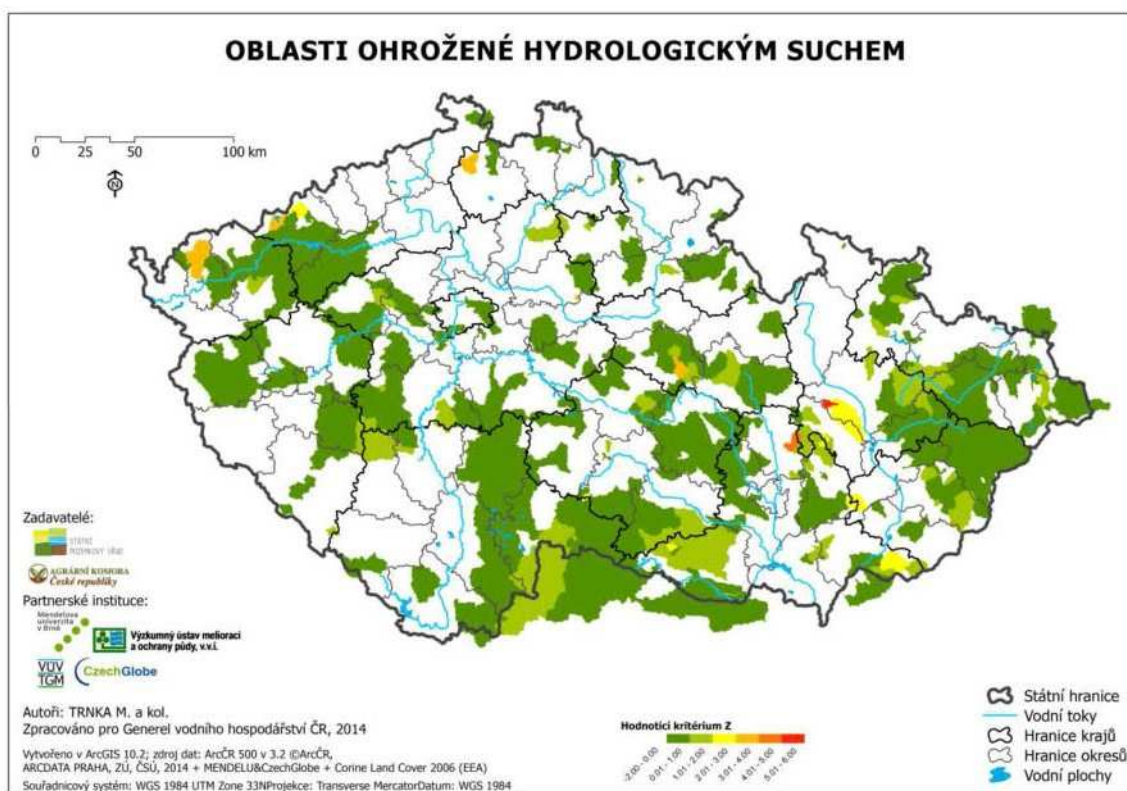 OBLASTI OHROŽENÉ HYDROLOGICKÝM SUCHEM
0 25 50 100 km
N
Zadavatelé:
STÁTNÍ
POZEMKOVÝ ÚŘAD
AGRÁRNÍ KOMORA
České republiky
Partnerské instituce:
Mendelova
univerzita
v Brně
Výzkumný ústav meliorací
a ochrany půdy, v.v.i.
VÚV
TGM
CzechGlobe
Autoři: TRNKA M. a kol.
Zpracováno pro Generel vodního hospodářství ČR, 2014
Vytvořeno v ArcGIS 10.2; zdroj dat: ArcČR 500 v 3.2 ©ArcČR,
ARCDATA PRAHA, ZÚ, ČSÚ, 2014 + MENDELU&CzechGlobe + Corine Land Cover 2006 (EEA)
Souřadnicový systém: WGS 1984 UTM Zone 33NProjekce: Transverse MercatorDatum: WGS 1984
Hodnotící kritérium Z
-2.00 - 0.00
0.01 - 1.00
1.01 - 2.00
2.01 - 3.00
3.01 - 4.00
4.01 - 5.00
5.01 - 6.00
Státní hranice
Vodní toky
Hranice krajů
Hranice okresů
Vodní plochy